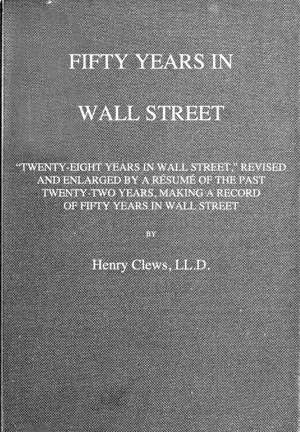 FIFTY YEARS IN
WALL STREET
“TWENTY-EIGHT YEARS IN WALL STREET,” REVISED
AND ENLARGED BY A RÉSUMÉ OF THE PAST
TWENTY-TWO YEARS, MAKING A RECORD
OF FIFTY YEARS IN WALL STREET
BY
Henry Clews, LL.D.